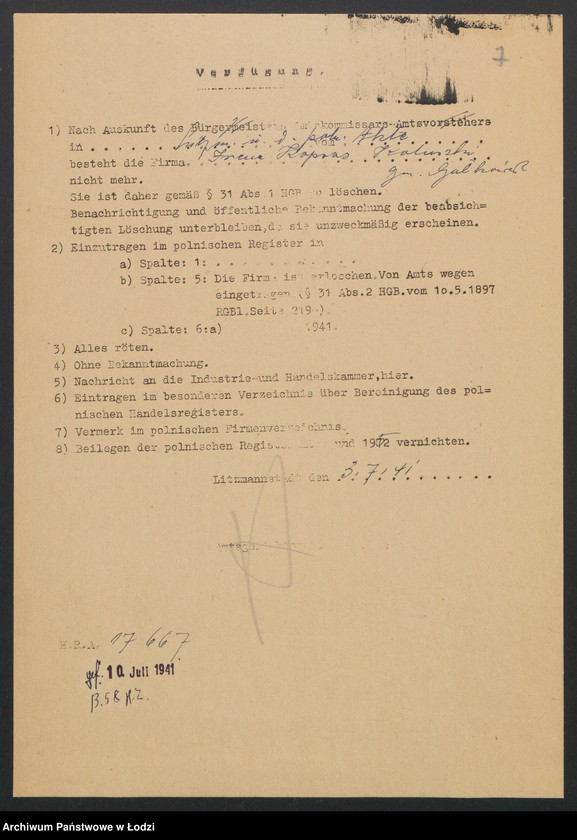 7
Verfügung.
1) Nach Auskunft des Bürgermeisters, Amtskommissars-Amtsvorstehers
in . . . . . . vom
besteht die Firma
nicht mehr.
Sie ist daher gemäß § 31 Abs 1 HGB zu löschen.
Benachrichtigung und öffentliche Bekanntmachung der beabsich=
tigten Löschung unterbleiben, da sie unzweckmäßig erscheinen.
2) Einzutragen im polnischen Register in
a) Spalte: 1: . . . . . . . . . . . .
b) Spalte: 5: Die Firma ist erloschen. Von Amts wegen
eingetragen (§ 31 Abs.2 HGB.vom 10.5.1897
RGBl.Seite 219-).
c) Spalte: 6:a) 1941.
3) Alles röten.
4) Ohne Bekanntmachung.
5) Nachricht an die Industrie-und Handelskammer,hier.
6) Eintragen im besonderen Verzeichnis über Bereinigung des pol=
nischen Handelsregisters.
7) Vermerk im polnischen Firmenverzeichnis.
8) Beilegen der polnischen und vernichten.
Litzmannstadt den 3.7.41
H.R.A. 17667
gef. 10. Juli 1941
Archiwum Państwowe w Łodzi